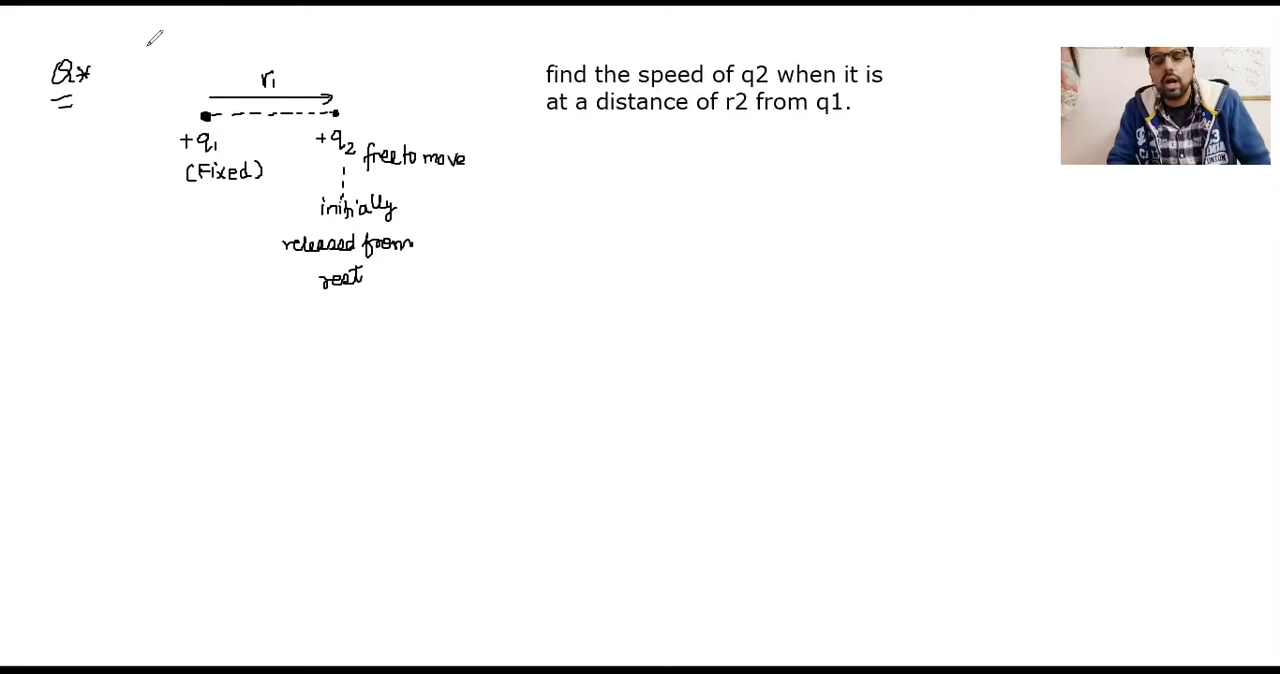 Q*
r₁
+q₁
(Fixed)
+q₂ free to move
initially
released from
rest
find the speed of q2 when it is
at a distance of r2 from q1.